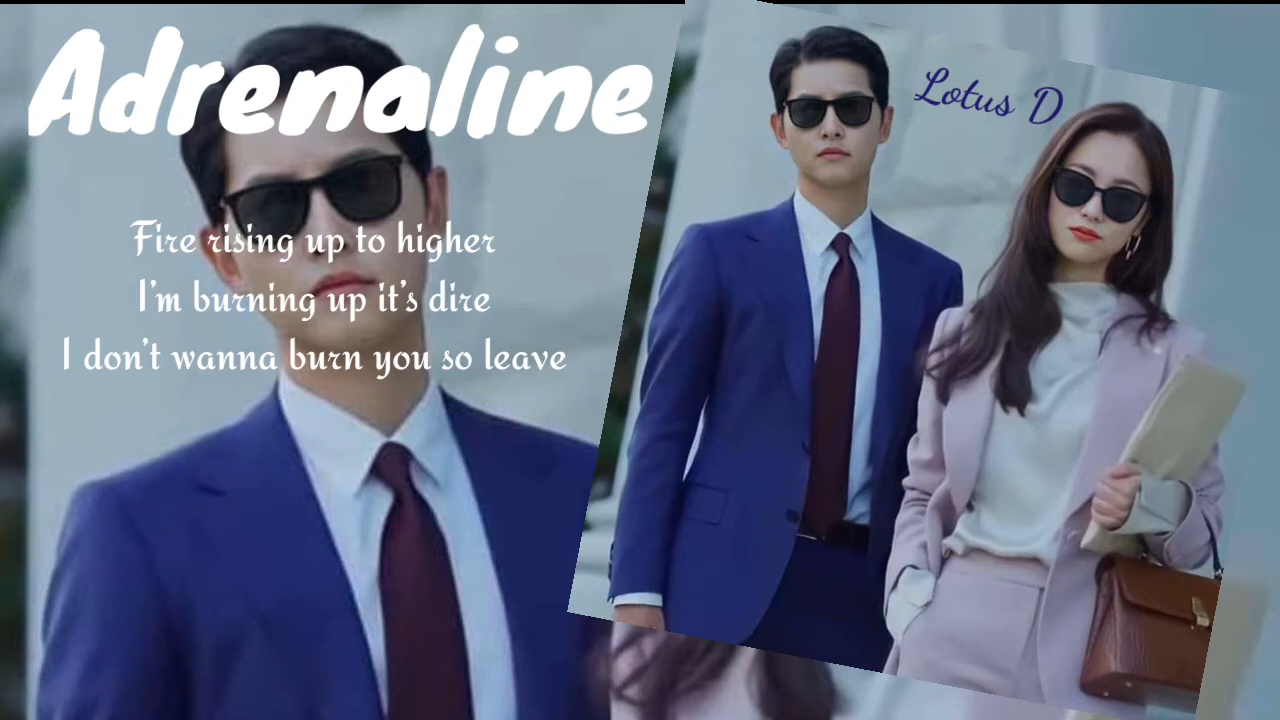 Adrenaline
Lotus D
Fire rising up to higher
I'm burning up it's dire
I don't wanna burn you so leave